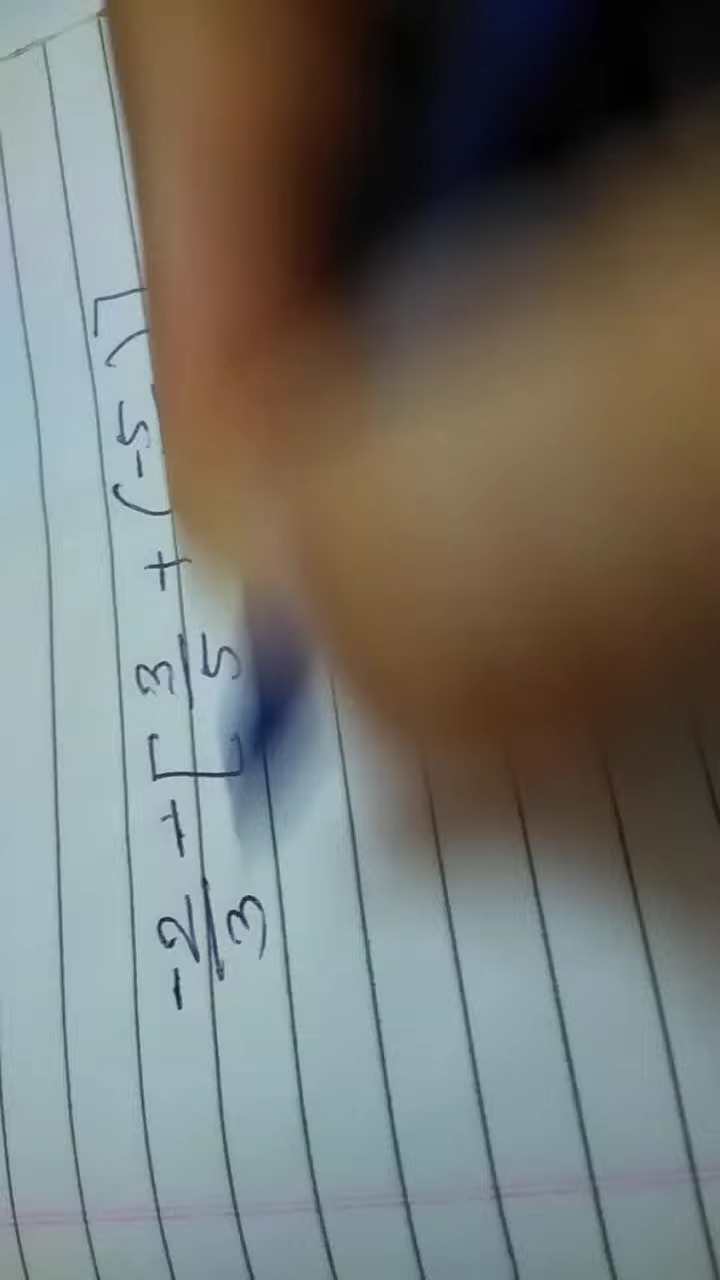 -2/3 + [3/5 + (-5)]